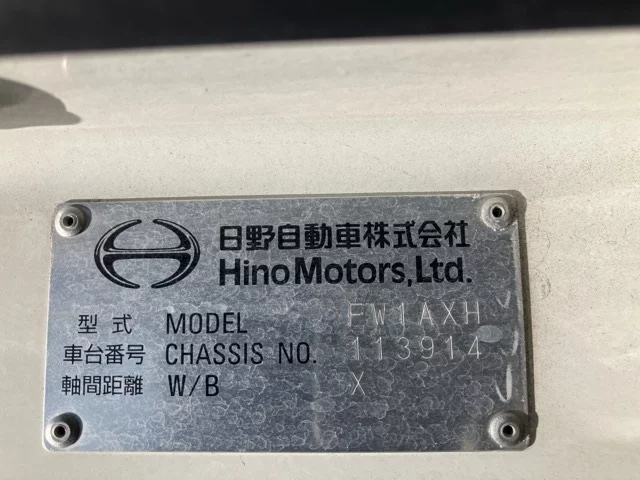 日野自動車株式会社
Hino Motors, Ltd.
型式 MODEL FW1AXH
車台番号 CHASSIS NO. 113914
軸間距離 W/B X